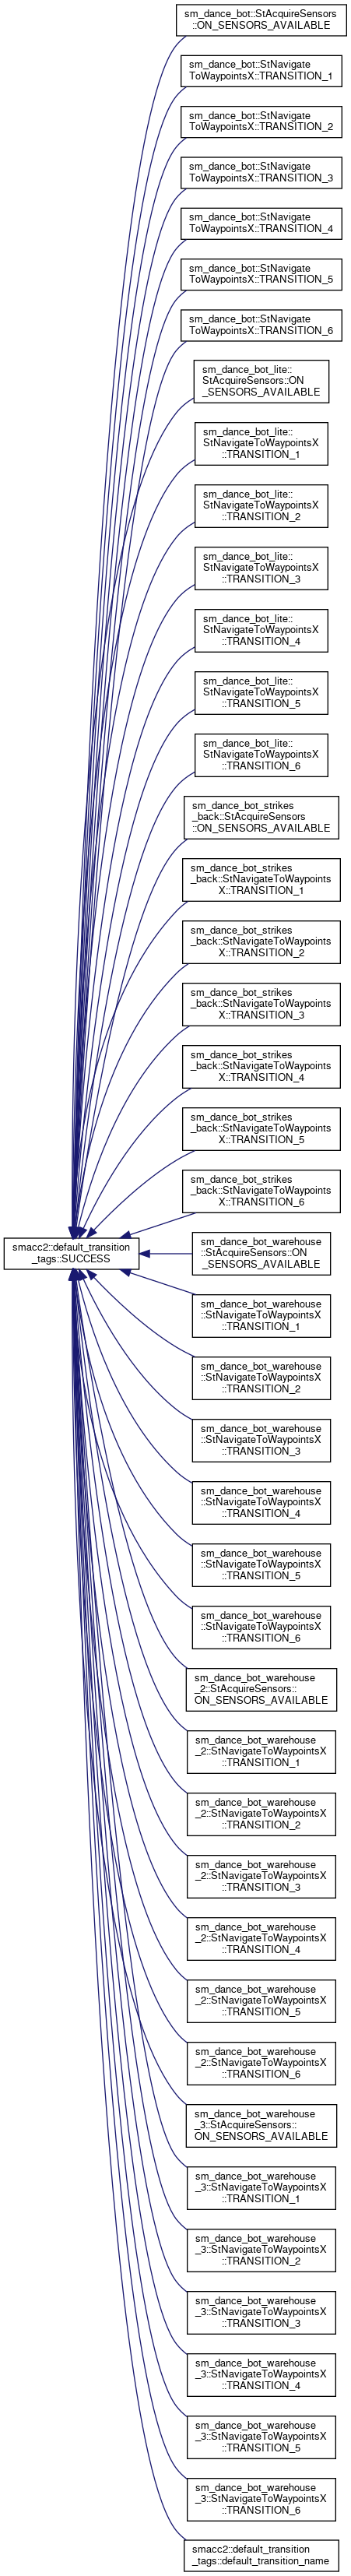 sm_dance_bot::StAcquireSensors
::ON_SENSORS_AVAILABLE
sm_dance_bot::StNavigate
ToWaypointsX::TRANSITION_1
sm_dance_bot::StNavigate
ToWaypointsX::TRANSITION_2
sm_dance_bot::StNavigate
ToWaypointsX::TRANSITION_3
sm_dance_bot::StNavigate
ToWaypointsX::TRANSITION_4
sm_dance_bot::StNavigate
ToWaypointsX::TRANSITION_5
sm_dance_bot::StNavigate
ToWaypointsX::TRANSITION_6
sm_dance_bot_lite::
StAcquireSensors::ON
_SENSORS_AVAILABLE
sm_dance_bot_lite::
StNavigateToWaypointsX
::TRANSITION_1
sm_dance_bot_lite::
StNavigateToWaypointsX
::TRANSITION_2
sm_dance_bot_lite::
StNavigateToWaypointsX
::TRANSITION_3
sm_dance_bot_lite::
StNavigateToWaypointsX
::TRANSITION_4
sm_dance_bot_lite::
StNavigateToWaypointsX
::TRANSITION_5
sm_dance_bot_lite::
StNavigateToWaypointsX
::TRANSITION_6
sm_dance_bot_strikes
_back::StAcquireSensors
::ON_SENSORS_AVAILABLE
sm_dance_bot_strikes
_back::StNavigateToWaypoints
X::TRANSITION_1
sm_dance_bot_strikes
_back::StNavigateToWaypoints
X::TRANSITION_2
sm_dance_bot_strikes
_back::StNavigateToWaypoints
X::TRANSITION_3
sm_dance_bot_strikes
_back::StNavigateToWaypoints
X::TRANSITION_4
sm_dance_bot_strikes
_back::StNavigateToWaypoints
X::TRANSITION_5
sm_dance_bot_strikes
_back::StNavigateToWaypoints
X::TRANSITION_6
smacc2::default_transition
_tags::SUCCESS
sm_dance_bot_warehouse
::StAcquireSensors::ON
_SENSORS_AVAILABLE
sm_dance_bot_warehouse
::StNavigateToWaypointsX
::TRANSITION_1
sm_dance_bot_warehouse
::StNavigateToWaypointsX
::TRANSITION_2
sm_dance_bot_warehouse
::StNavigateToWaypointsX
::TRANSITION_3
sm_dance_bot_warehouse
::StNavigateToWaypointsX
::TRANSITION_4
sm_dance_bot_warehouse
::StNavigateToWaypointsX
::TRANSITION_5
sm_dance_bot_warehouse
::StNavigateToWaypointsX
::TRANSITION_6
sm_dance_bot_warehouse
_2::StAcquireSensors::
ON_SENSORS_AVAILABLE
sm_dance_bot_warehouse
_2::StNavigateToWaypointsX
::TRANSITION_1
sm_dance_bot_warehouse
_2::StNavigateToWaypointsX
::TRANSITION_2
sm_dance_bot_warehouse
_2::StNavigateToWaypointsX
::TRANSITION_3
sm_dance_bot_warehouse
_2::StNavigateToWaypointsX
::TRANSITION_4
sm_dance_bot_warehouse
_2::StNavigateToWaypointsX
::TRANSITION_5
sm_dance_bot_warehouse
_2::StNavigateToWaypointsX
::TRANSITION_6
sm_dance_bot_warehouse
_3::StAcquireSensors::
ON_SENSORS_AVAILABLE
sm_dance_bot_warehouse
_3::StNavigateToWaypointsX
::TRANSITION_1
sm_dance_bot_warehouse
_3::StNavigateToWaypointsX
::TRANSITION_2
sm_dance_bot_warehouse
_3::StNavigateToWaypointsX
::TRANSITION_3
sm_dance_bot_warehouse
_3::StNavigateToWaypointsX
::TRANSITION_4
sm_dance_bot_warehouse
_3::StNavigateToWaypointsX
::TRANSITION_5
sm_dance_bot_warehouse
_3::StNavigateToWaypointsX
::TRANSITION_6
smacc2::default_transition
_tags::default_transition_name